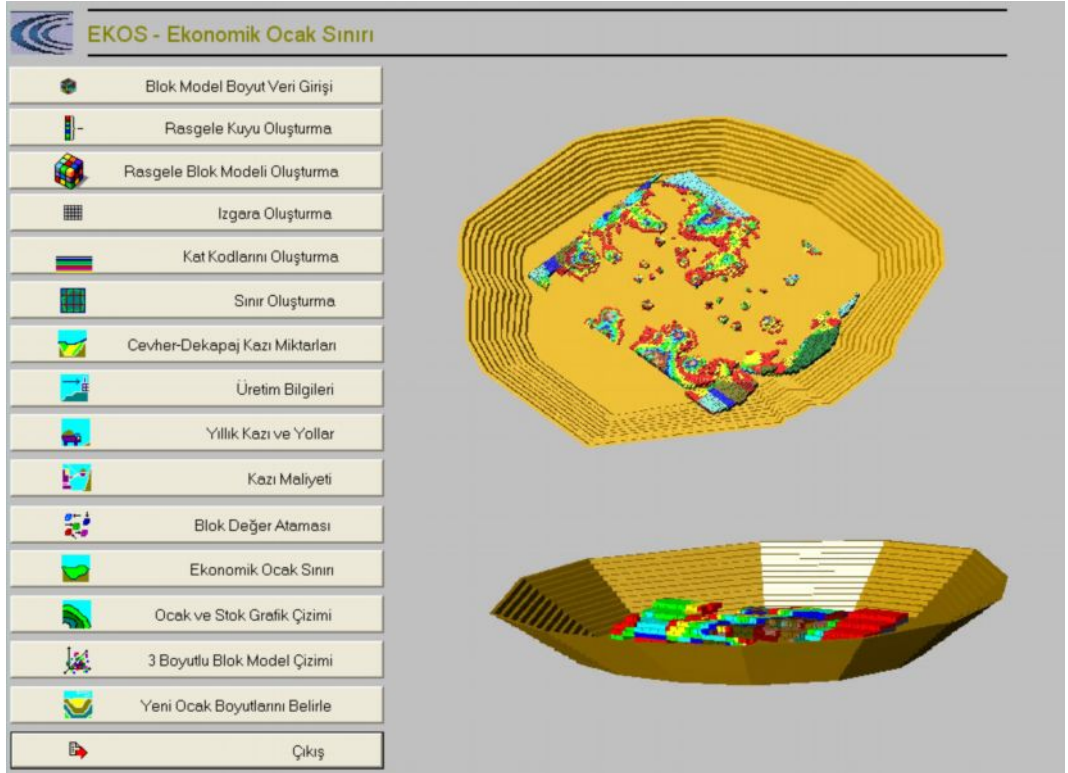 EKOS - Ekonomik Ocak Sınırı
Blok Model Boyut Veri Girişi
Rasgele Kuyu Oluşturma
Rasgele Blok Modeli Oluşturma
Izgara Oluşturma
Kat Kodlarını Oluşturma
Sınır Oluşturma
Cevher-Dekapaj Kazı Miktarları
Üretim Bilgileri
Yıllık Kazı ve Yollar
Kazı Maliyeti
Blok Değer Ataması
Ekonomik Ocak Sınırı
Ocak ve Stok Grafik Çizimi
3 Boyutlu Blok Model Çizimi
Yeni Ocak Boyutlarını Belirle
Çıkış